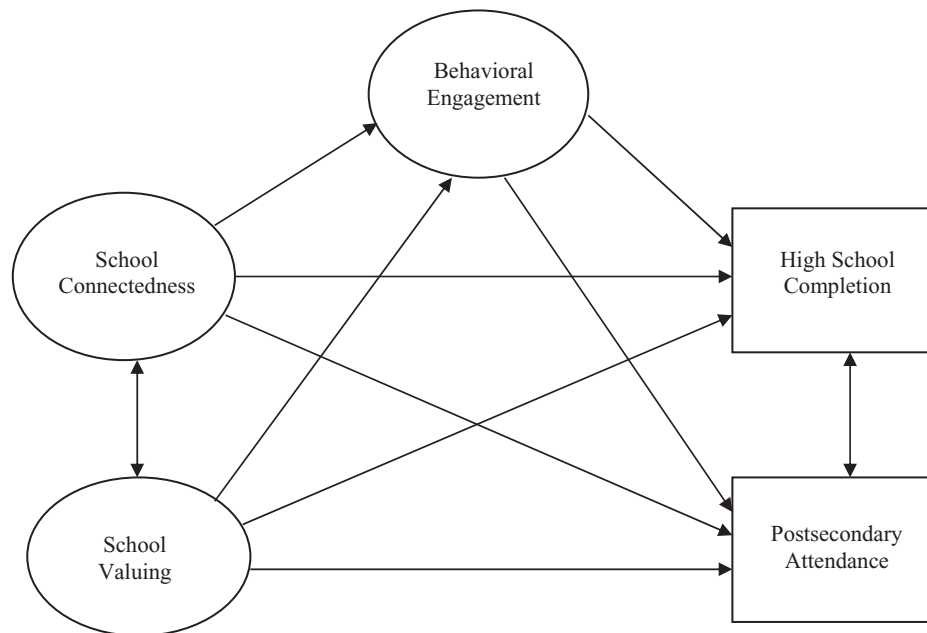 Behavioral
Engagement
School
Connectedness
High School
Completion
School
Valuing
Postsecondary
Attendance